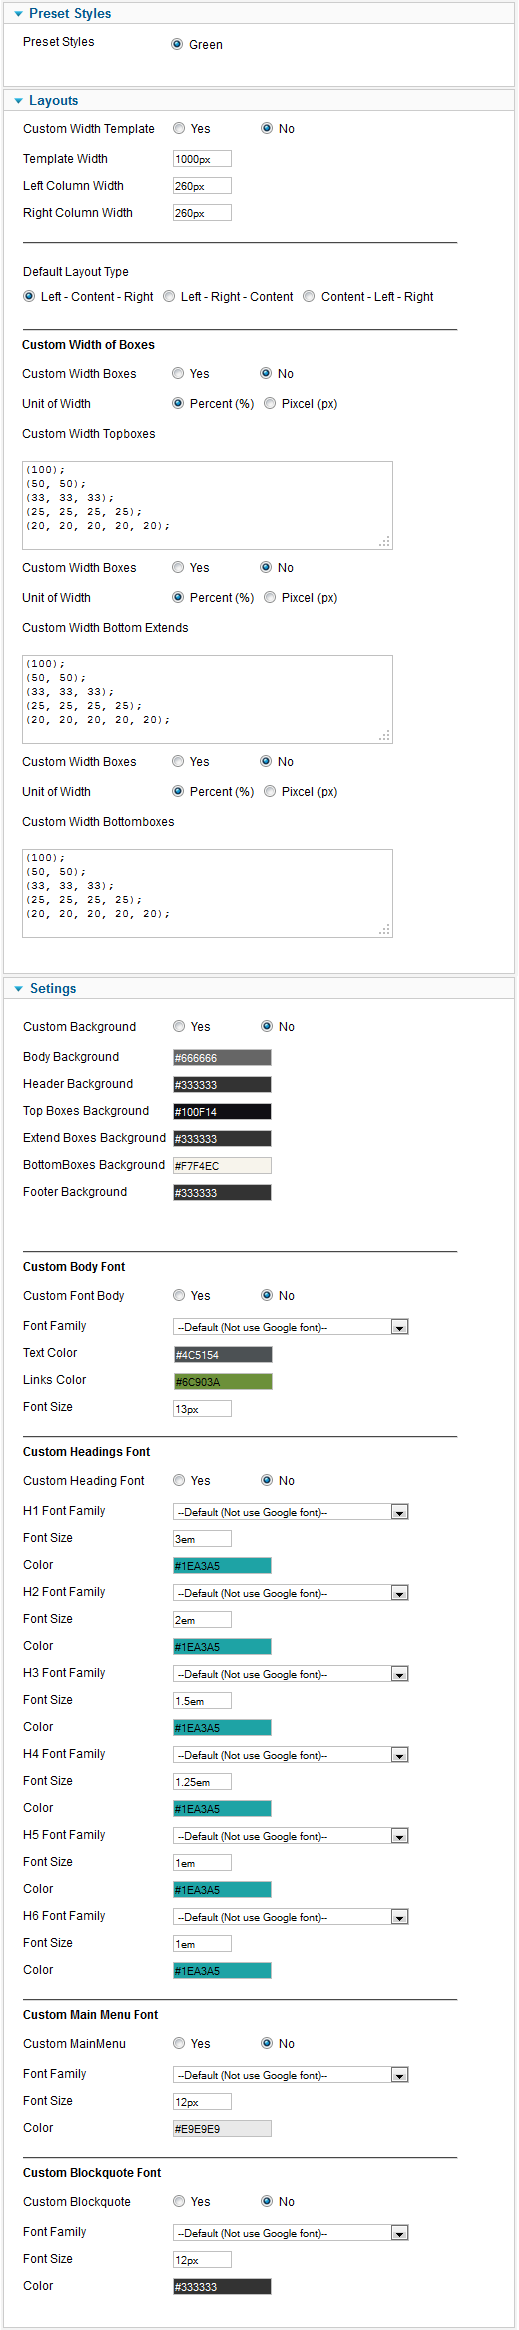 Preset Styles
Preset Styles Green
Layouts
Custom Width Template Yes No
Template Width 1000px
Left Column Width 260px
Right Column Width 260px
Default Layout Type
Left - Content - Right Left - Right - Content Content - Left - Right
Custom Width of Boxes
Custom Width Boxes Yes No
Unit of Width Percent (%) Pixcel (px)
Custom Width Topboxes
(100);
(50, 50);
(33, 33, 33);
(25, 25, 25, 25);
(20, 20, 20, 20, 20);
Custom Width Boxes Yes No
Unit of Width Percent (%) Pixcel (px)
Custom Width Bottom Extends
(100);
(50, 50);
(33, 33, 33);
(25, 25, 25, 25);
(20, 20, 20, 20, 20);
Custom Width Boxes Yes No
Unit of Width Percent (%) Pixcel (px)
Custom Width Bottomboxes
(100);
(50, 50);
(33, 33, 33);
(25, 25, 25, 25);
(20, 20, 20, 20, 20);
Setings
Custom Background Yes No
Body Background #666666
Header Background #333333
Top Boxes Background #100F14
Extend Boxes Background #333333
BottomBoxes Background #F7F4EC
Footer Background #333333
Custom Body Font
Custom Font Body Yes No
Font Family --Default (Not use Google font)--
Text Color #4C5154
Links Color #6C903A
Font Size 13px
Custom Headings Font
Custom Heading Font Yes No
H1 Font Family --Default (Not use Google font)--
Font Size 3em
Color #1EA3A5
H2 Font Family --Default (Not use Google font)--
Font Size 2em
Color #1EA3A5
H3 Font Family --Default (Not use Google font)--
Font Size 1.5em
Color #1EA3A5
H4 Font Family --Default (Not use Google font)--
Font Size 1.25em
Color #1EA3A5
H5 Font Family --Default (Not use Google font)--
Font Size 1em
Color #1EA3A5
H6 Font Family --Default (Not use Google font)--
Font Size 1em
Color #1EA3A5
Custom Main Menu Font
Custom MainMenu Yes No
Font Family --Default (Not use Google font)--
Font Size 12px
Color #E9E9E9
Custom Blockquote Font
Custom Blockquote Yes No
Font Family --Default (Not use Google font)--
Font Size 12px
Color #333333